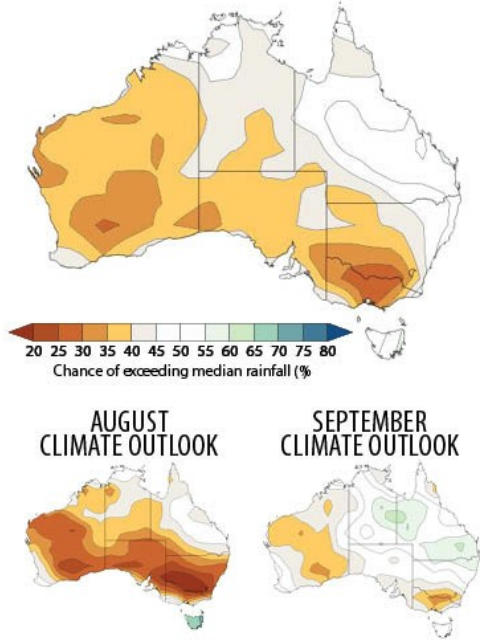 20 25 30 35 40 45 50 55 60 65 70 75 80
Chance of exceeding median rainfall (%
AUGUST
CLIMATE OUTLOOK
SEPTEMBER
CLIMATE OUTLOOK